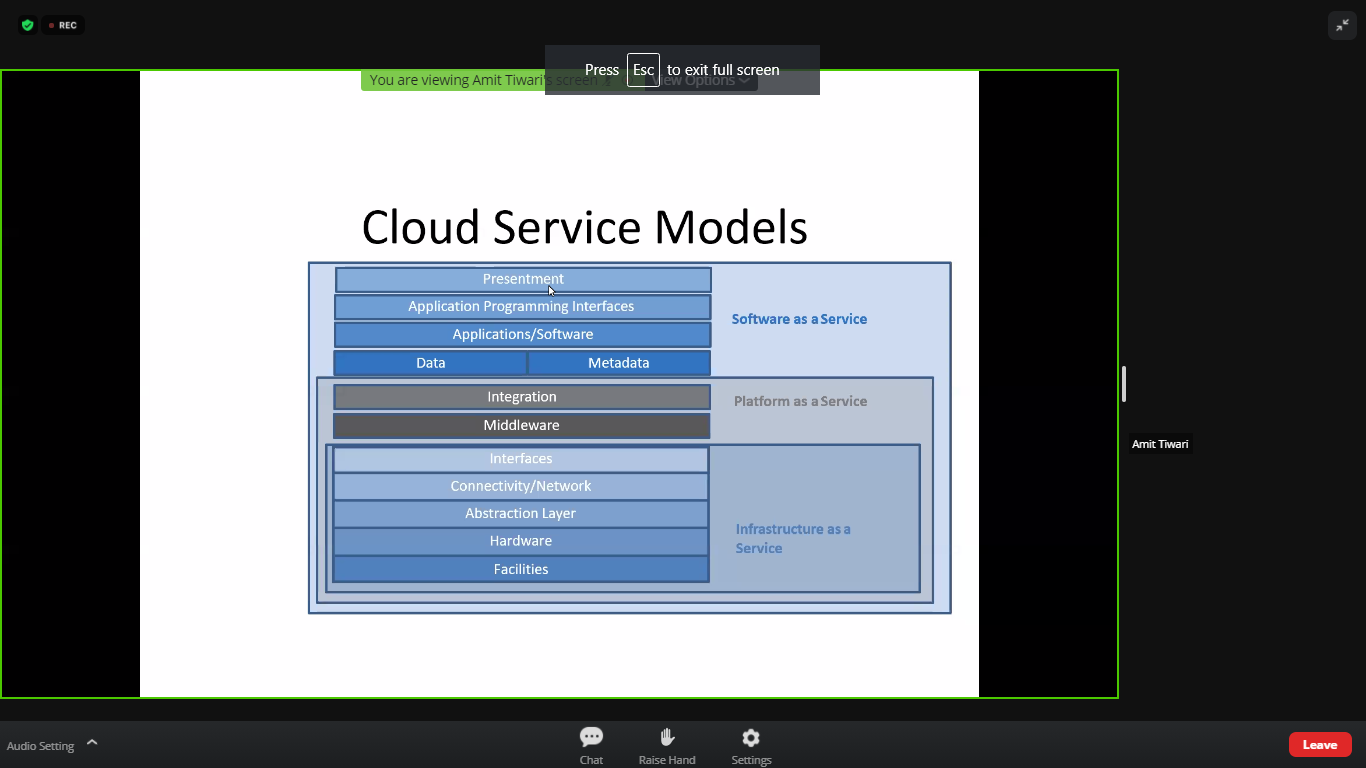 REC
Press Esc to exit full screen
You are viewing Amit Tiwari's screen
View Options
Cloud Service Models
Presentment
Application Programming Interfaces
Software as a Service
Applications/Software
Data Metadata
Integration
Platform as a Service
Middleware
Interfaces
Connectivity/Network
Abstraction Layer
Infrastructure as a
Service
Hardware
Facilities
Amit Tiwari
Audio Setting
Chat
Raise Hand
Settings
Leave